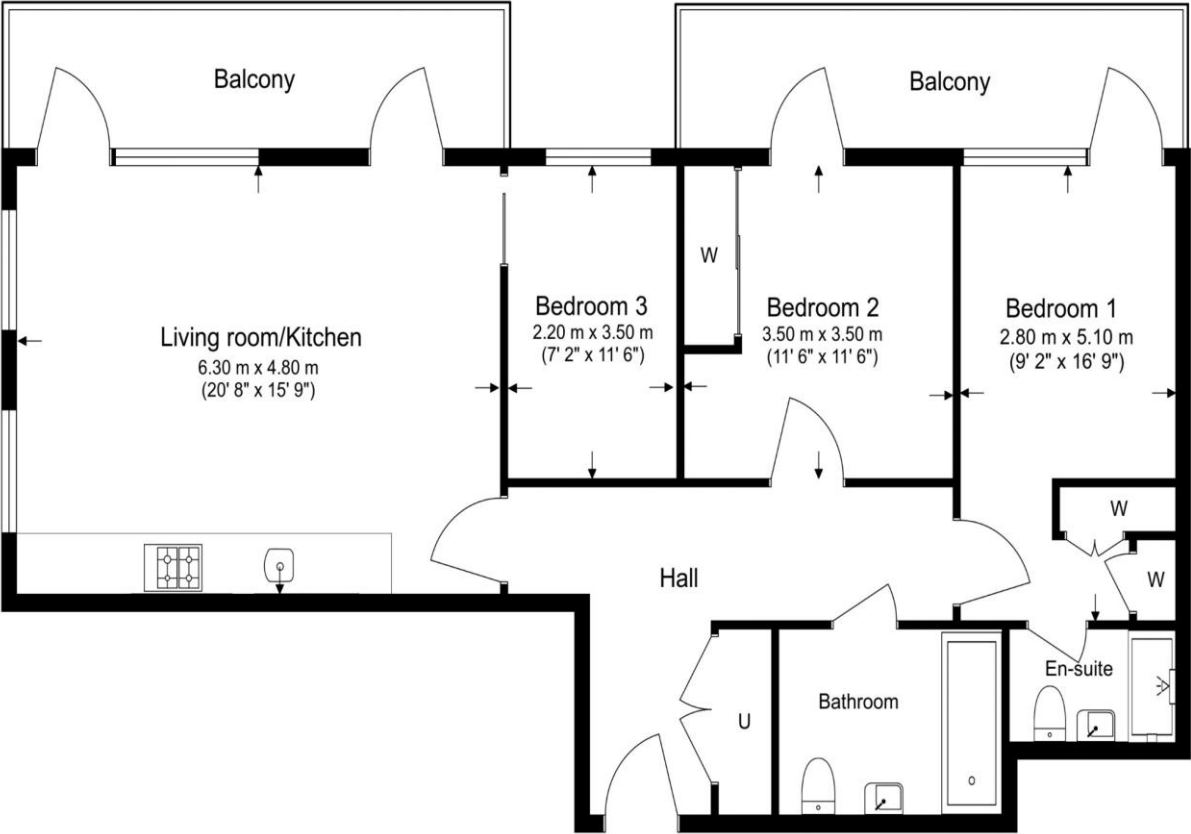 Balcony
Balcony
Living room/Kitchen
6.30 m x 4.80 m
(20' 8" x 15' 9")
Bedroom 3
2.20 m x 3.50 m
(7' 2" x 11' 6")
W
Bedroom 2
3.50 m x 3.50 m
(11' 6" x 11' 6")
Bedroom 1
2.80 m x 5.10 m
(9' 2" x 16' 9")
W
W
Hall
U
Bathroom
En-suite